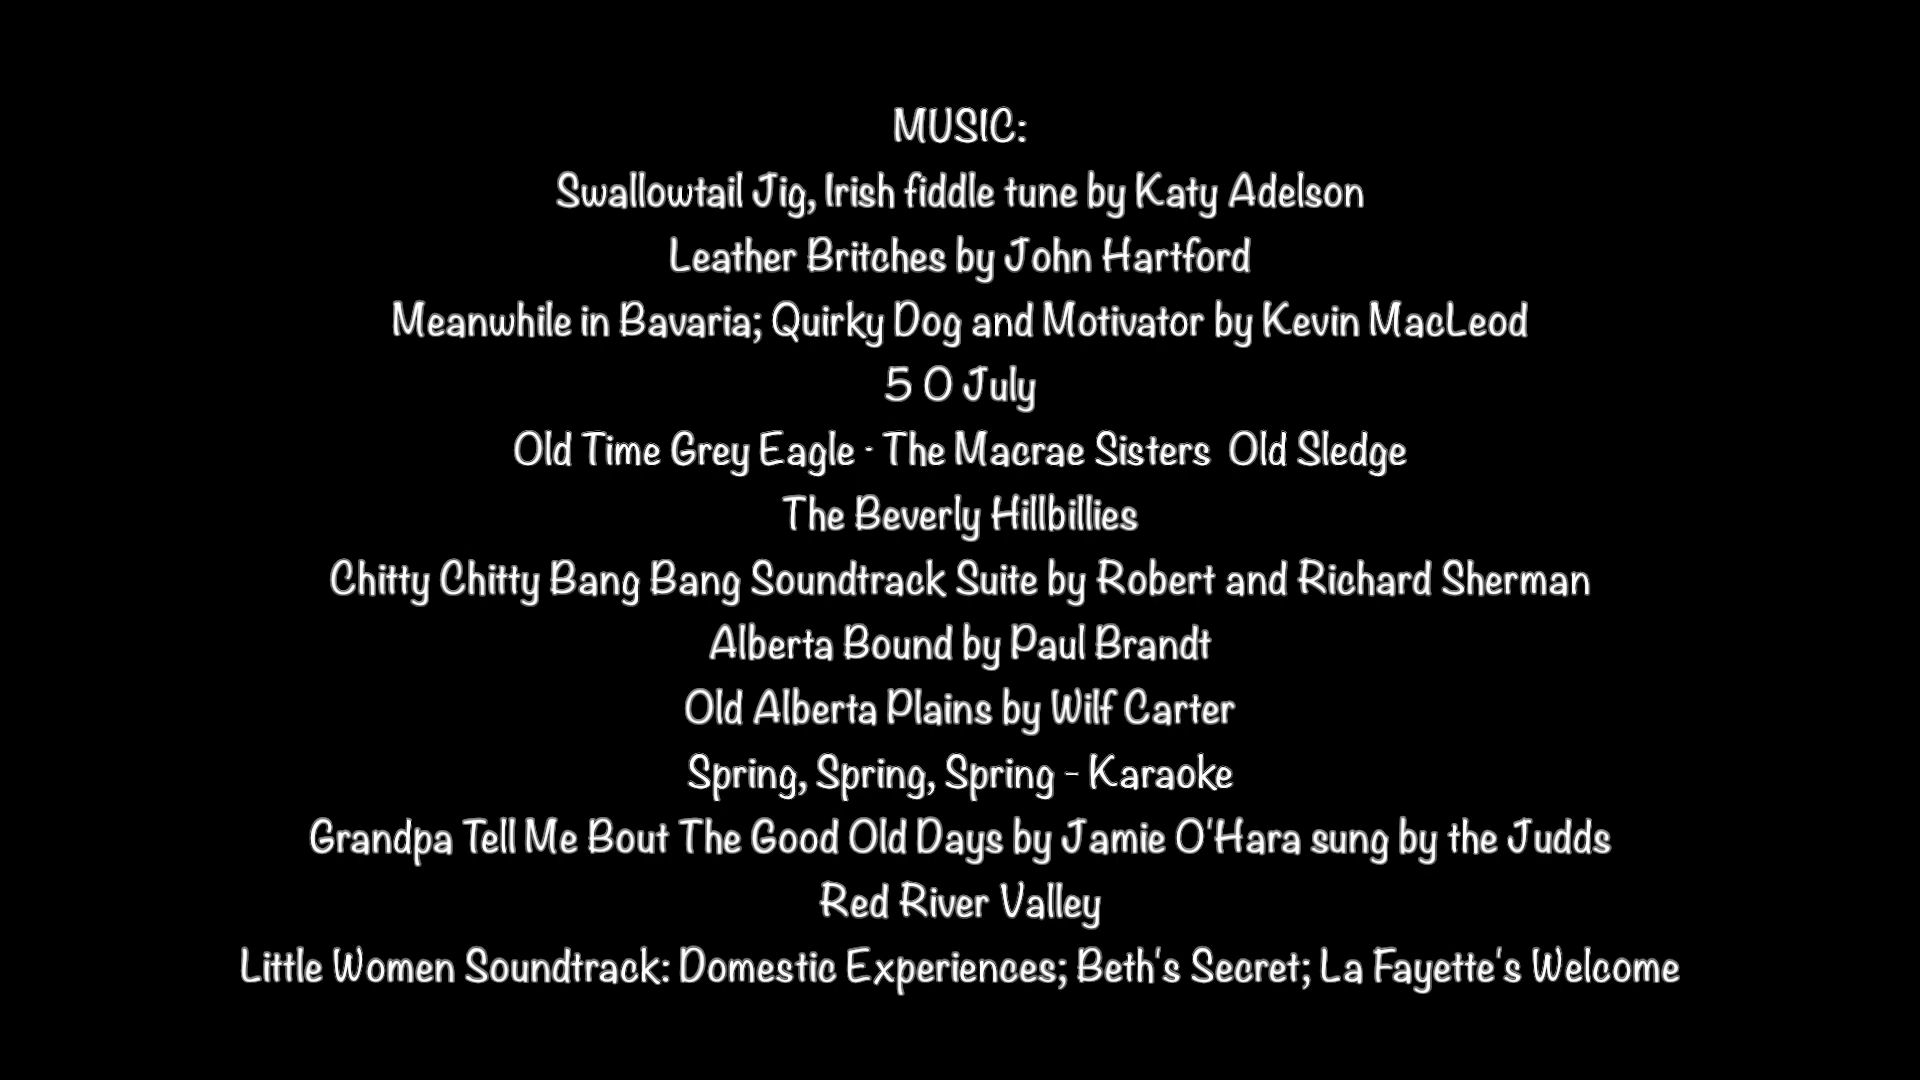 MUSIC:
Swallowtail Jig, Irish fiddle tune by Katy Adelson
Leather Britches by John Hartford
Meanwhile in Bavaria; Quirky Dog and Motivator by Kevin MacLeod
5 O July
Old Time Grey Eagle - The Macrae Sisters  Old Sledge
The Beverly Hillbillies
Chitty Chitty Bang Bang Soundtrack Suite by Robert and Richard Sherman
Alberta Bound by Paul Brandt
Old Alberta Plains by Wilf Carter
Spring, Spring, Spring - Karaoke
Grandpa Tell Me Bout The Good Old Days by Jamie O'Hara sung by the Judds
Red River Valley
Little Women Soundtrack: Domestic Experiences; Beth's Secret; La Fayette's Welcome